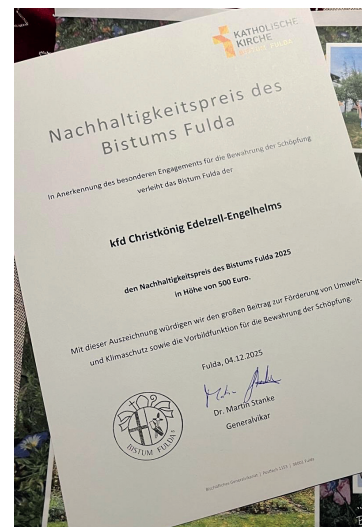 KATHOLISCHE
KIRCHE
Nachhaltigkeitspreis des
Bistums Fulda
In Anerkennung des besonderen Engagements für die Bewahrung der Schöpfung
verleiht das Bistum Fulda der
kfd Christkönig Edelzell-Engelhelms
den Nachhaltigkeitspreis des Bistums Fulda 2025
in Höhe von 500 Euro.
Mit dieser Auszeichnung würdigen wir den großen Beitrag zur Förderung von Umwelt-
und Klimaschutz sowie die Vorbildfunktion für die Bewahrung der Schöpfung.
Fulda, 04.12.2025
Dr. Martin Stanke
Generalvikar
BISTUM FULDA